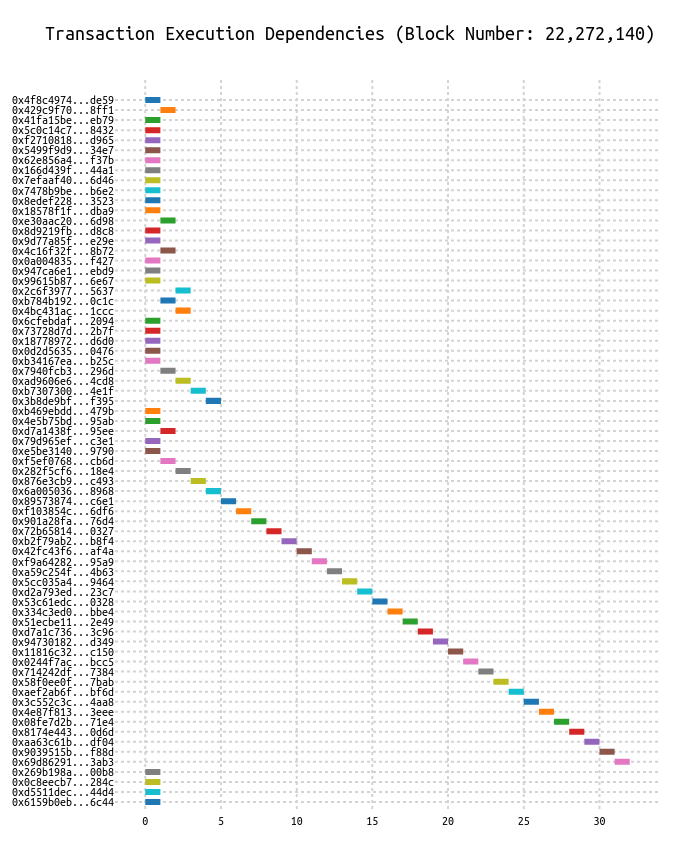 Transaction Execution Dependencies (Block Number: 22,272,140)
0x4f8c4974...de59
0x429c9f70...8ff1
0x41fa15be...eb79
0x5c0c14c7...8432
0xf2710818...d965
0x5499f9d9...34e7
0x62e856a4...f37b
0x166d439f...44a1
0x7efaaf40...6d46
0x7478b9be...b6e2
0x8edef228...3523
0x18578f1f...dba9
0xe30aac20...6d98
0x8d9219fb...d8c8
0x9d77a85f...e29e
0x4c16f32f...8b72
0x0a004835...f427
0x947ca6e1...ebd9
0x99615b87...6e67
0x2c6f3977...5637
0xb784b192...0c1c
0x4bc431ac...1ccc
0x6cfebdaf...2094
0x73728d7d...2b7f
0x18778972...d6d0
0x0d2d5635...0476
0xb34167ea...b25c
0x7940fcb3...296d
0xad9606e6...4cd8
0xb7307300...4e1f
0x3b8de9bf...f395
0xb469ebdd...479b
0x4e5b75bd...95ab
0xd7a1438f...95ee
0x79d965ef...c3e1
0xe5be3140...9790
0xf5ef0768...cb6d
0x282f5cf6...18e4
0x876e3cb9...c493
0x6a005036...8968
0x89573874...c6e1
0xf103854c...6df6
0x901a28fa...76d4
0x72b65814...0327
0xb2f79ab2...b8f4
0x42fc43f6...af4a
0xf9a64282...95a9
0xa59c254f...4b63
0x5cc035a4...9464
0xd2a793ed...23c7
0x53c61edc...0328
0x334c3ed0...bbe4
0x51ecbe11...2e49
0xd7a1c736...3c96
0x94730182...d349
0x11816c32...c150
0x0244f7ac...bcc5
0x714242df...7384
0x58f0ee0f...7bab
0xaef2ab6f...bf6d
0x3c552c3c...4aa8
0x4e87f813...3eee
0x08fe7d2b...71e4
0x8174e443...0d6d
0xaa63c61b...df04
0x9039515b...f88d
0x69d86291...3ab3
0x269b198a...00b8
0x0c8eecb7...284c
0xd5511dec...44d4
0x6159b0eb...6c44
0 5 10 15 20 25 30